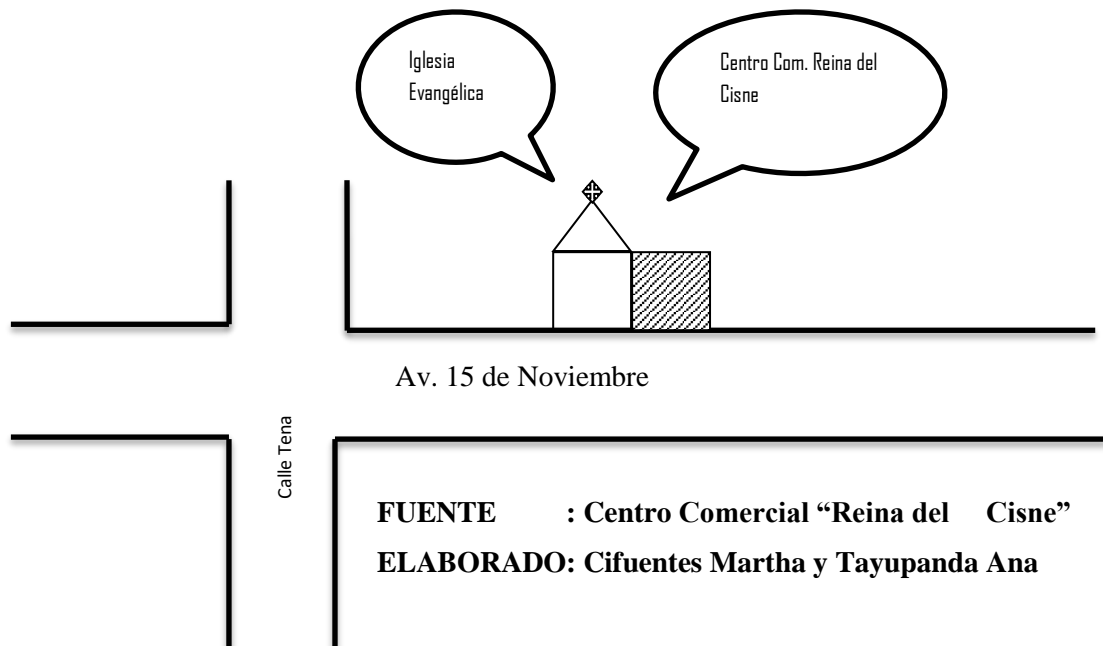 Iglesia
Evangélica
Centro Com. Reina del
Cisne
Av. 15 de Noviembre
Calle Tena
FUENTE : Centro Comercial “Reina del Cisne”
ELABORADO: Cifuentes Martha y Tayupanda Ana